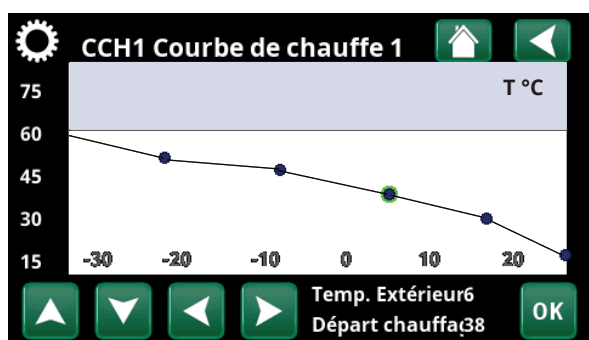 CCH1 Courbe de chauffe 1
T °C
75
60
45
30
15
-30 -20 -10 0 10 20
Temp. Extérieur6
Départ chauffaç38
OK